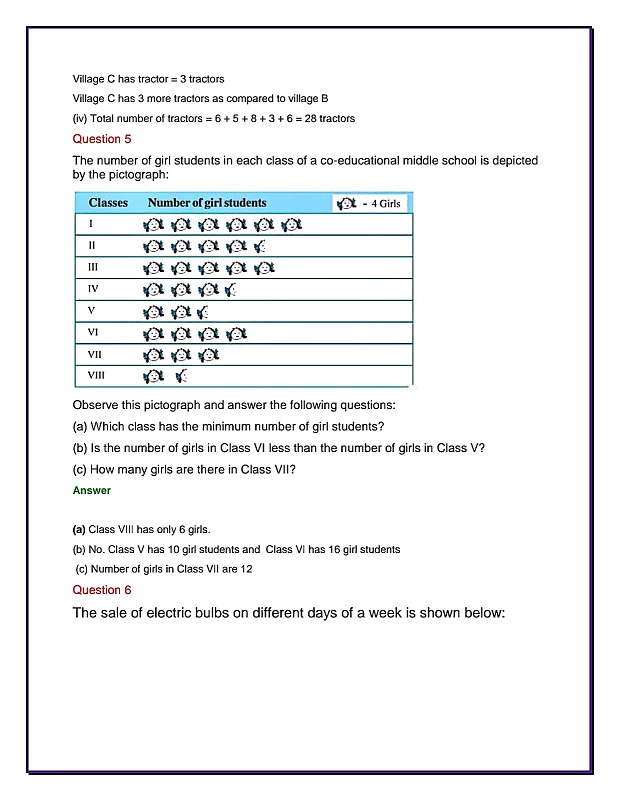 Village C has tractor = 3 tractors
Village C has 3 more tractors as compared to village B
(iv) Total number of tractors = 6 + 5 + 8 + 3 + 6 = 28 tractors
Question 5
The number of girl students in each class of a co-educational middle school is depicted
by the pictograph:
Classes Number of girl students - 4 Girls
I
II
III
IV
V
VI
VII
VIII
Observe this pictograph and answer the following questions:
(a) Which class has the minimum number of girl students?
(b) Is the number of girls in Class VI less than the number of girls in Class V?
(c) How many girls are there in Class VII?
Answer
(a) Class VIII has only 6 girls.
(b) No. Class V has 10 girl students and Class VI has 16 girl students
(c) Number of girls in Class VII are 12
Question 6
The sale of electric bulbs on different days of a week is shown below: